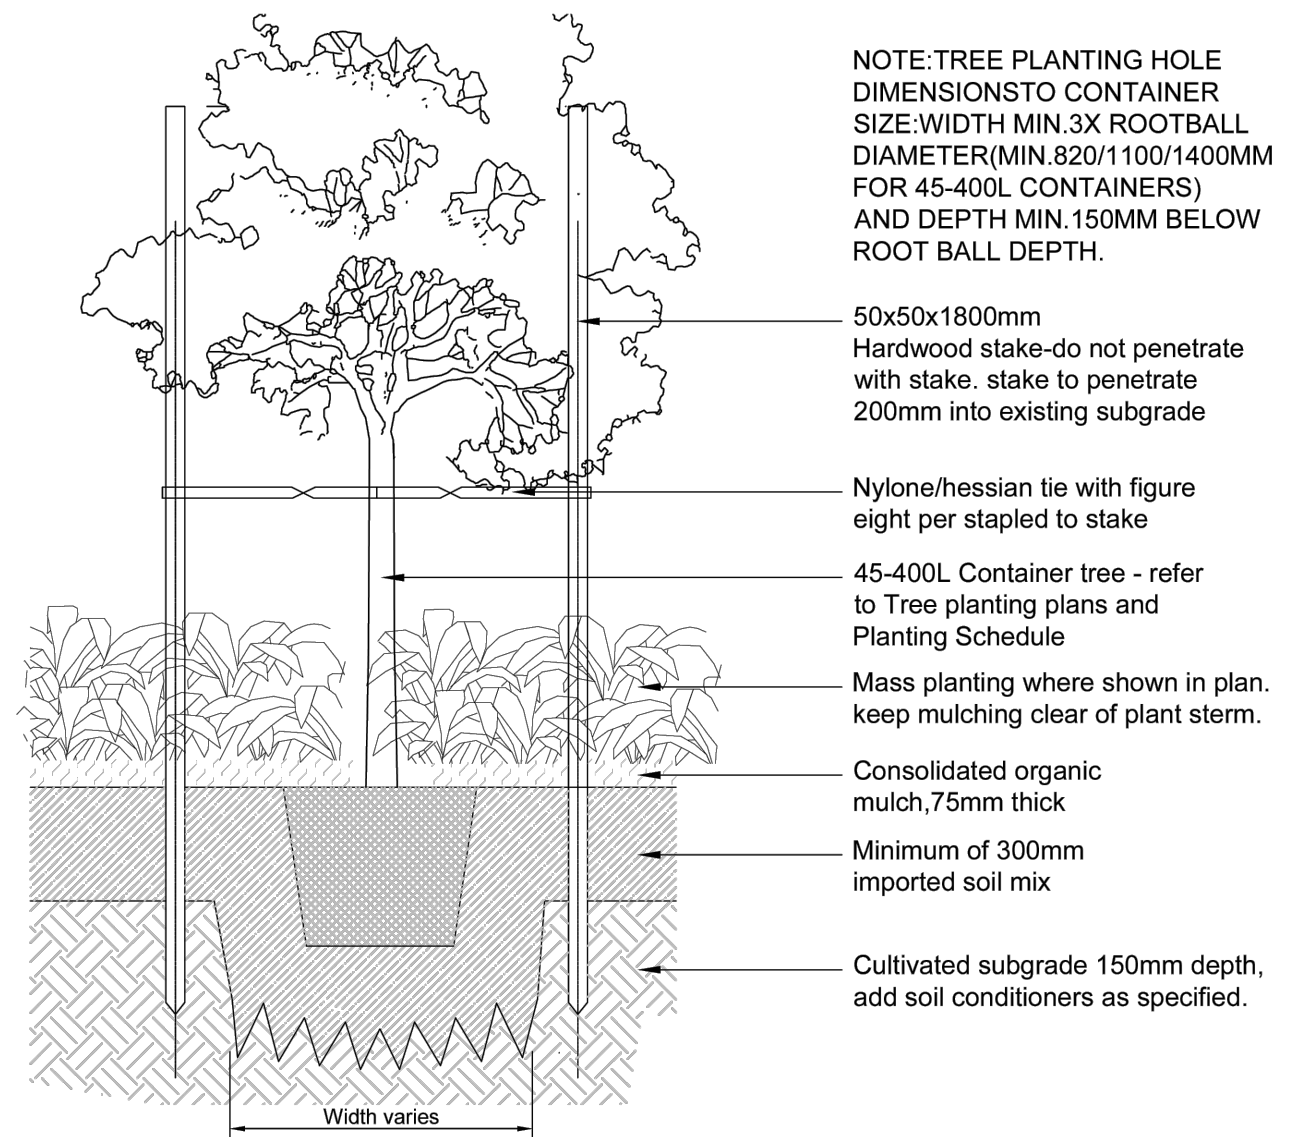 NOTE:TREE PLANTING HOLE
DIMENSIONSTO CONTAINER
SIZE:WIDTH MIN.3X ROOTBALL
DIAMETER(MIN.820/1100/1400MM
FOR 45-400L CONTAINERS)
AND DEPTH MIN.150MM BELOW
ROOT BALL DEPTH.
50x50x1800mm
Hardwood stake-do not penetrate
with stake. stake to penetrate
200mm into existing subgrade
Nylone/hessian tie with figure
eight per stapled to stake
45-400L Container tree - refer
to Tree planting plans and
Planting Schedule
Mass planting where shown in plan.
keep mulching clear of plant sterm.
Consolidated organic
mulch,75mm thick
Minimum of 300mm
imported soil mix
Cultivated subgrade 150mm depth,
add soil conditioners as specified.
Width varies